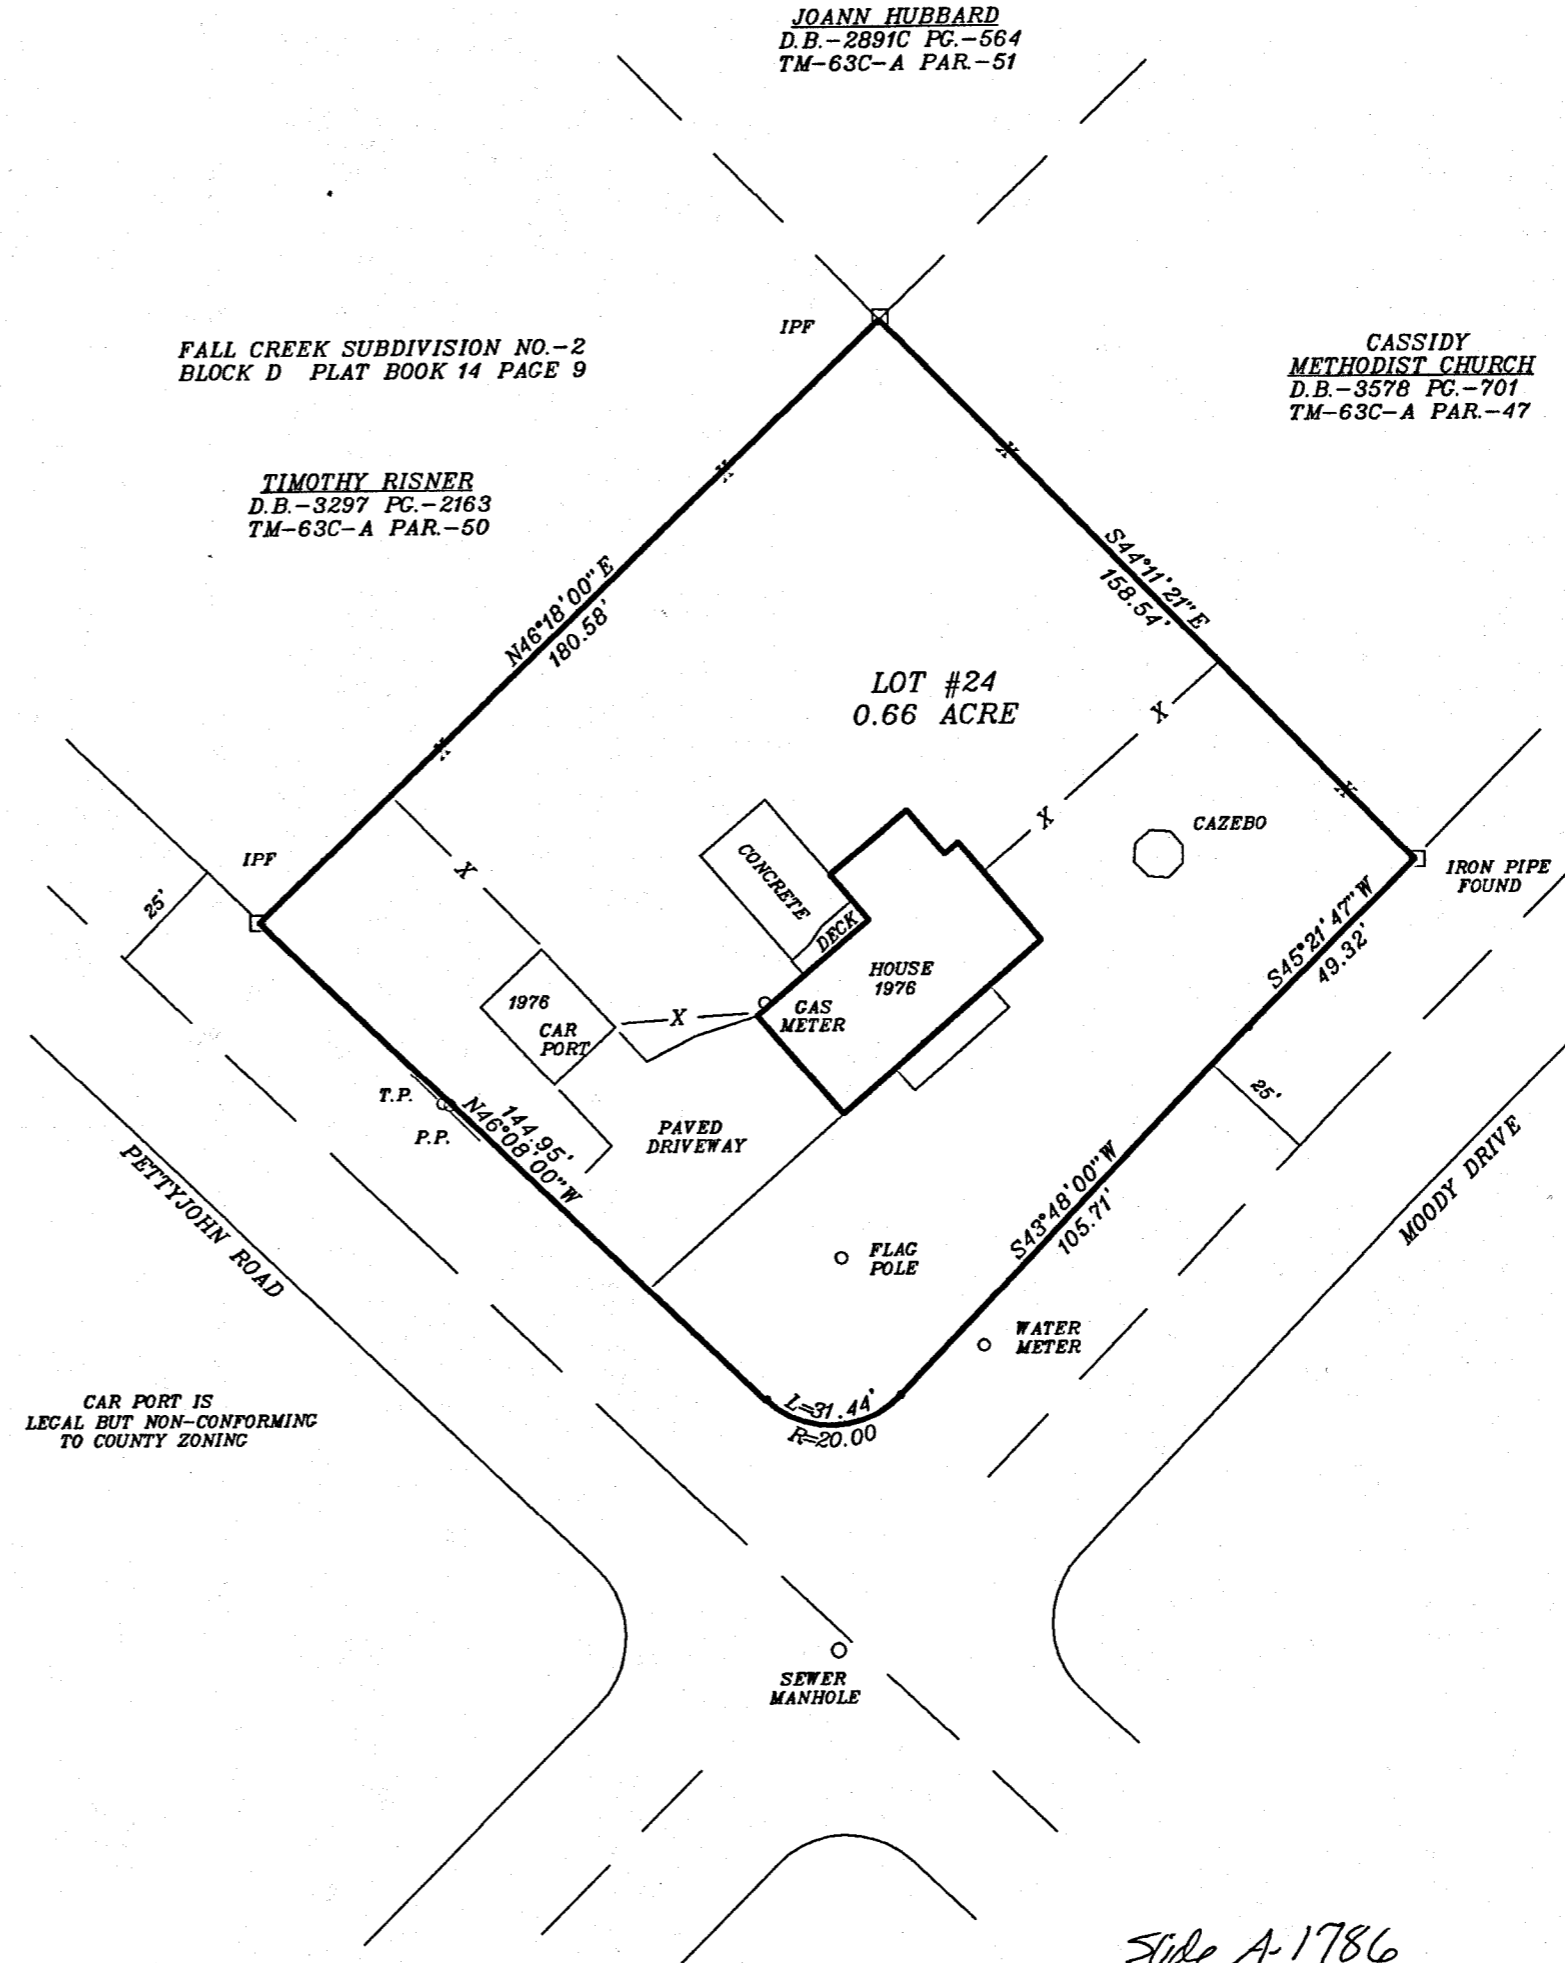 JOANN HUBBARD
D.B.-2891C PG.-564
TM-63C-A PAR.-51
IPF
FALL CREEK SUBDIVISION NO.-2
BLOCK D PLAT BOOK 14 PAGE 9
CASSIDY
METHODIST CHURCH
D.B.-3578 PG.-701
TM-63C-A PAR.-47
TIMOTHY RISNER
D.B.-3297 PG.-2163
TM-63C-A PAR.-50
N46°18'00"E
180.58'
S44°11'21"E
158.54'
LOT #24
0.66 ACRE
X
X
X
X
CAZEBO
CONCRETE
DECK
HOUSE
1976
IPF
25'
IRON PIPE
FOUND
S45°21'47"W
49.32'
1976
CAR
PORT
GAS
METER
T.P.
P.P.
144.95'
N46°08'00"W
PAVED
DRIVEWAY
25'
S43°48'00"W
105.71'
PETTYJOHN ROAD
MOODY DRIVE
FLAG
POLE
WATER
METER
CAR PORT IS
LEGAL BUT NON-CONFORMING
TO COUNTY ZONING
L=31.44'
R=20.00
SEWER
MANHOLE
Slide A-1786